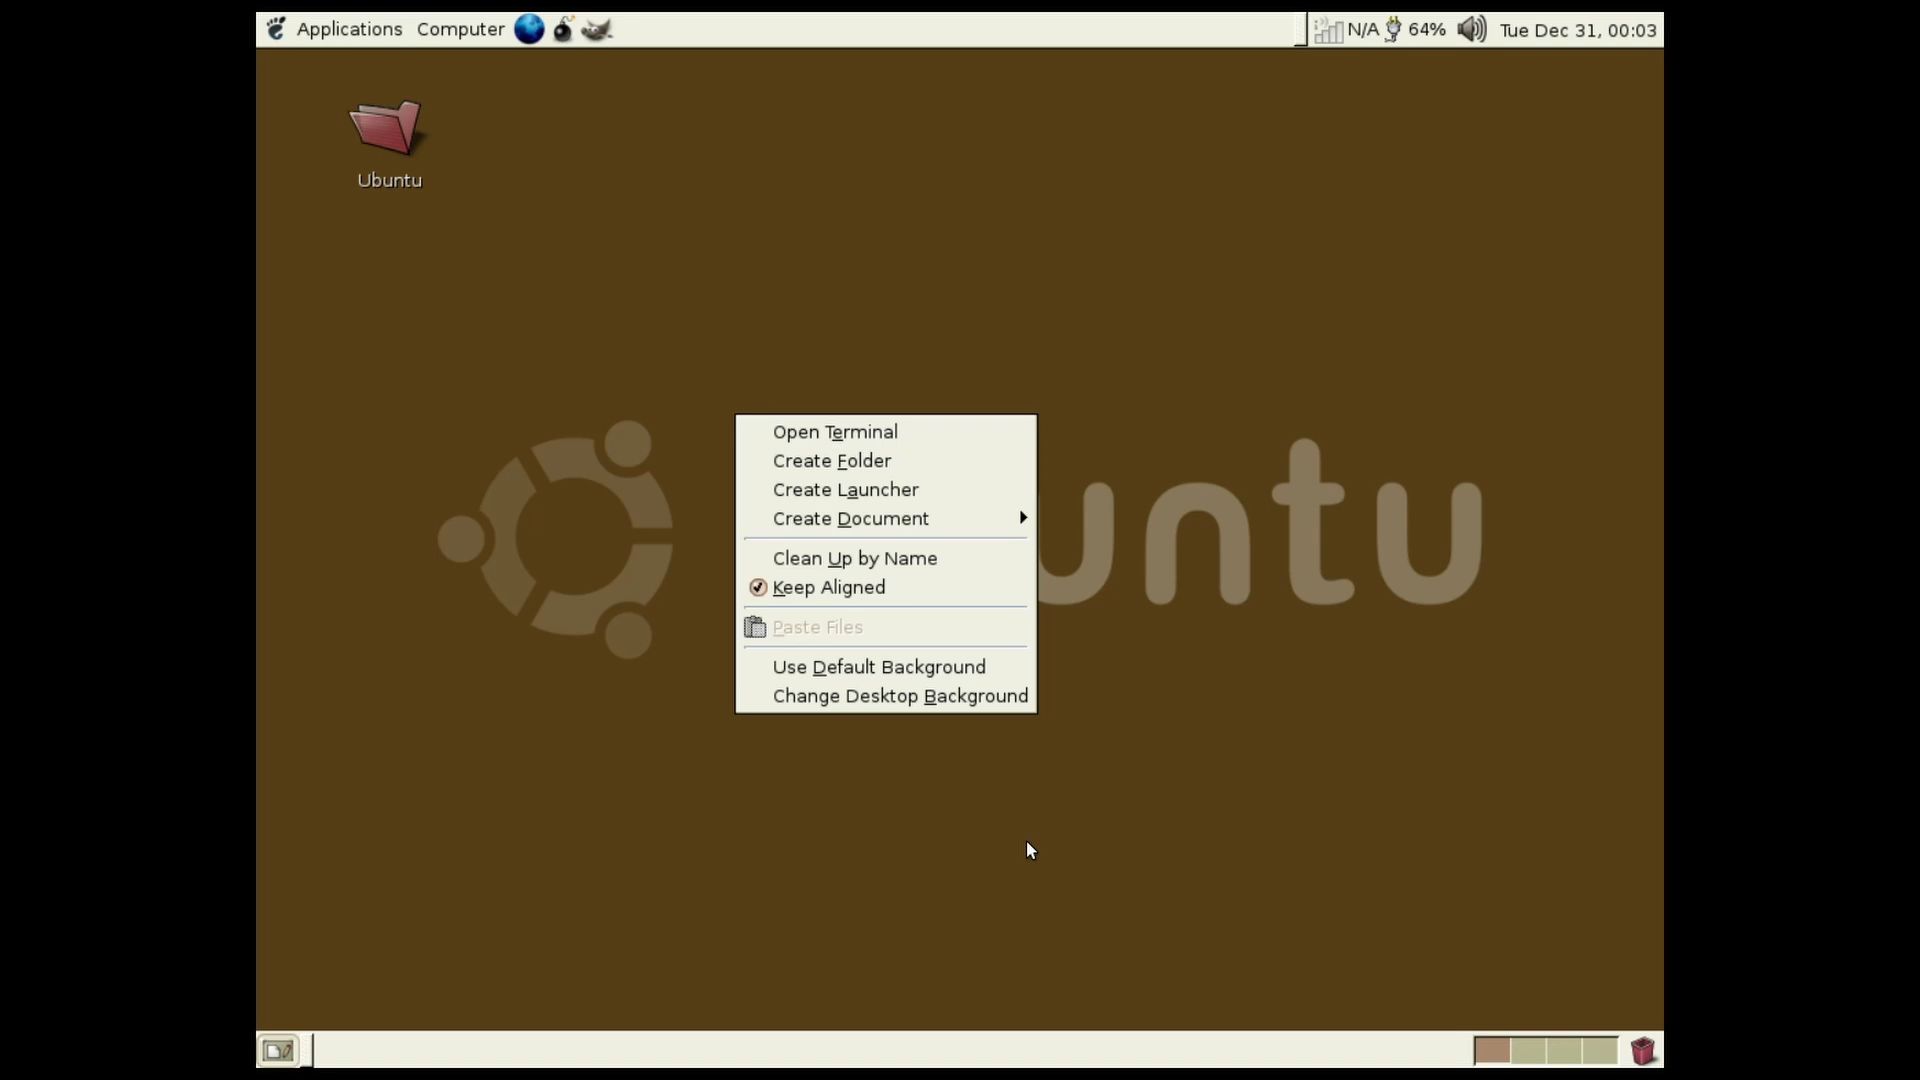 Applications Computer N/A 64% Tue Dec 31, 00:03
Ubuntu
Open Terminal
Create Folder
Create Launcher
Create Document
Clean Up by Name
Keep Aligned
Paste Files
Use Default Background
Change Desktop Background
untu